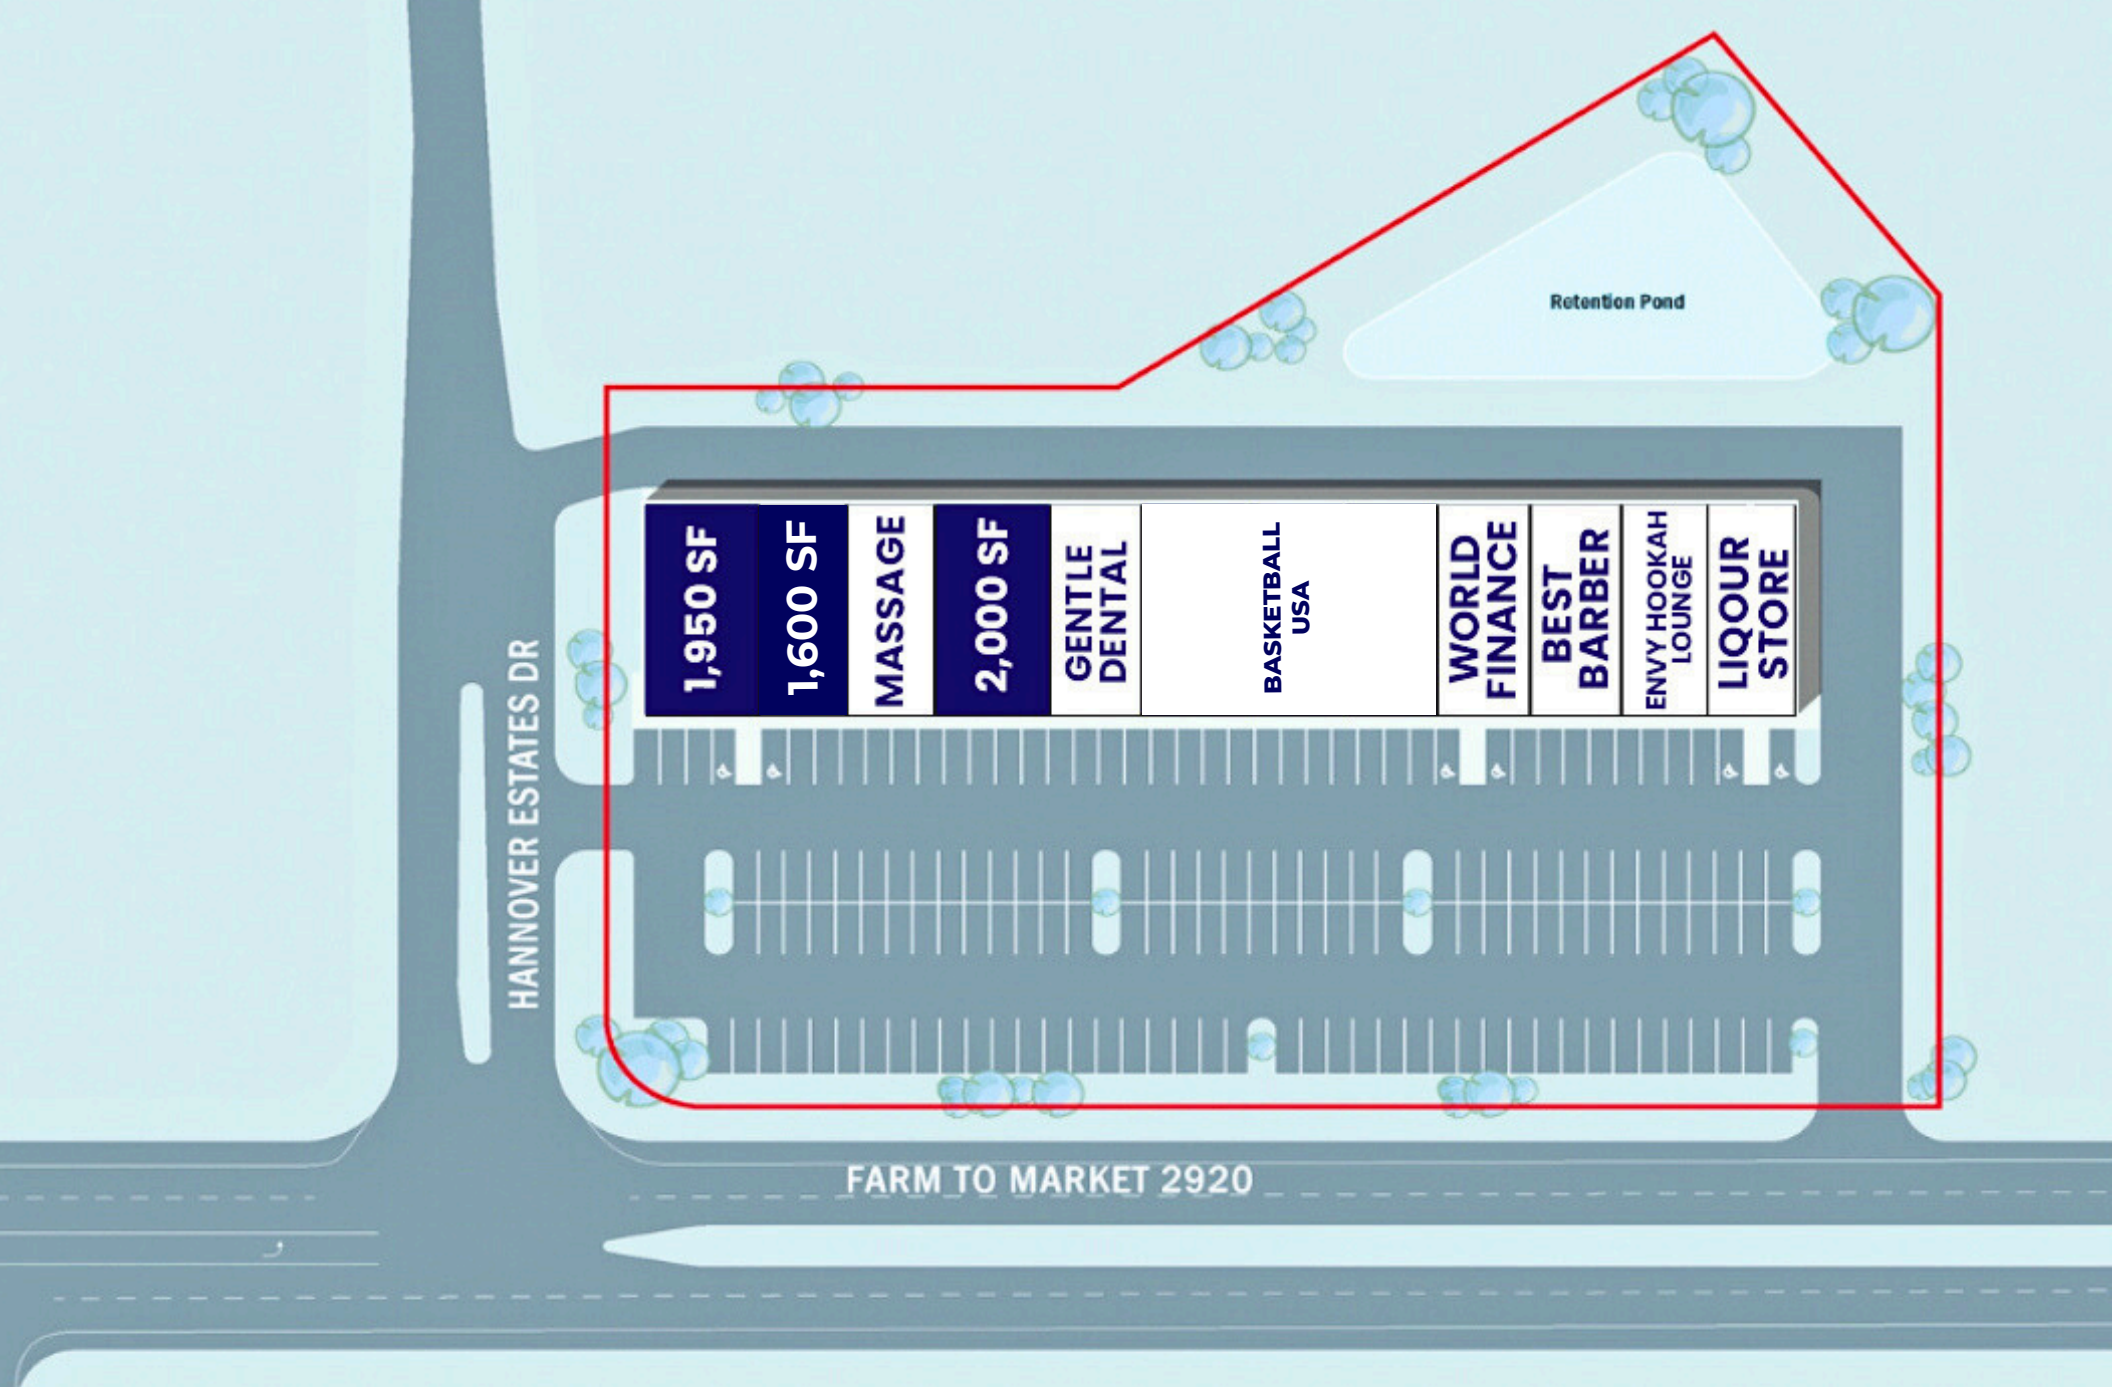 Retention Pond
1,950 SF
1,600 SF
MASSAGE
2,000 SF
GENTLE
DENTAL
BASKETBALL
USA
WORLD
FINANCE
BEST
BARBER
ENVY HOOKAH
LOUNGE
LIQOUR
STORE
HANNOVER ESTATES DR
FARM TO MARKET 2920